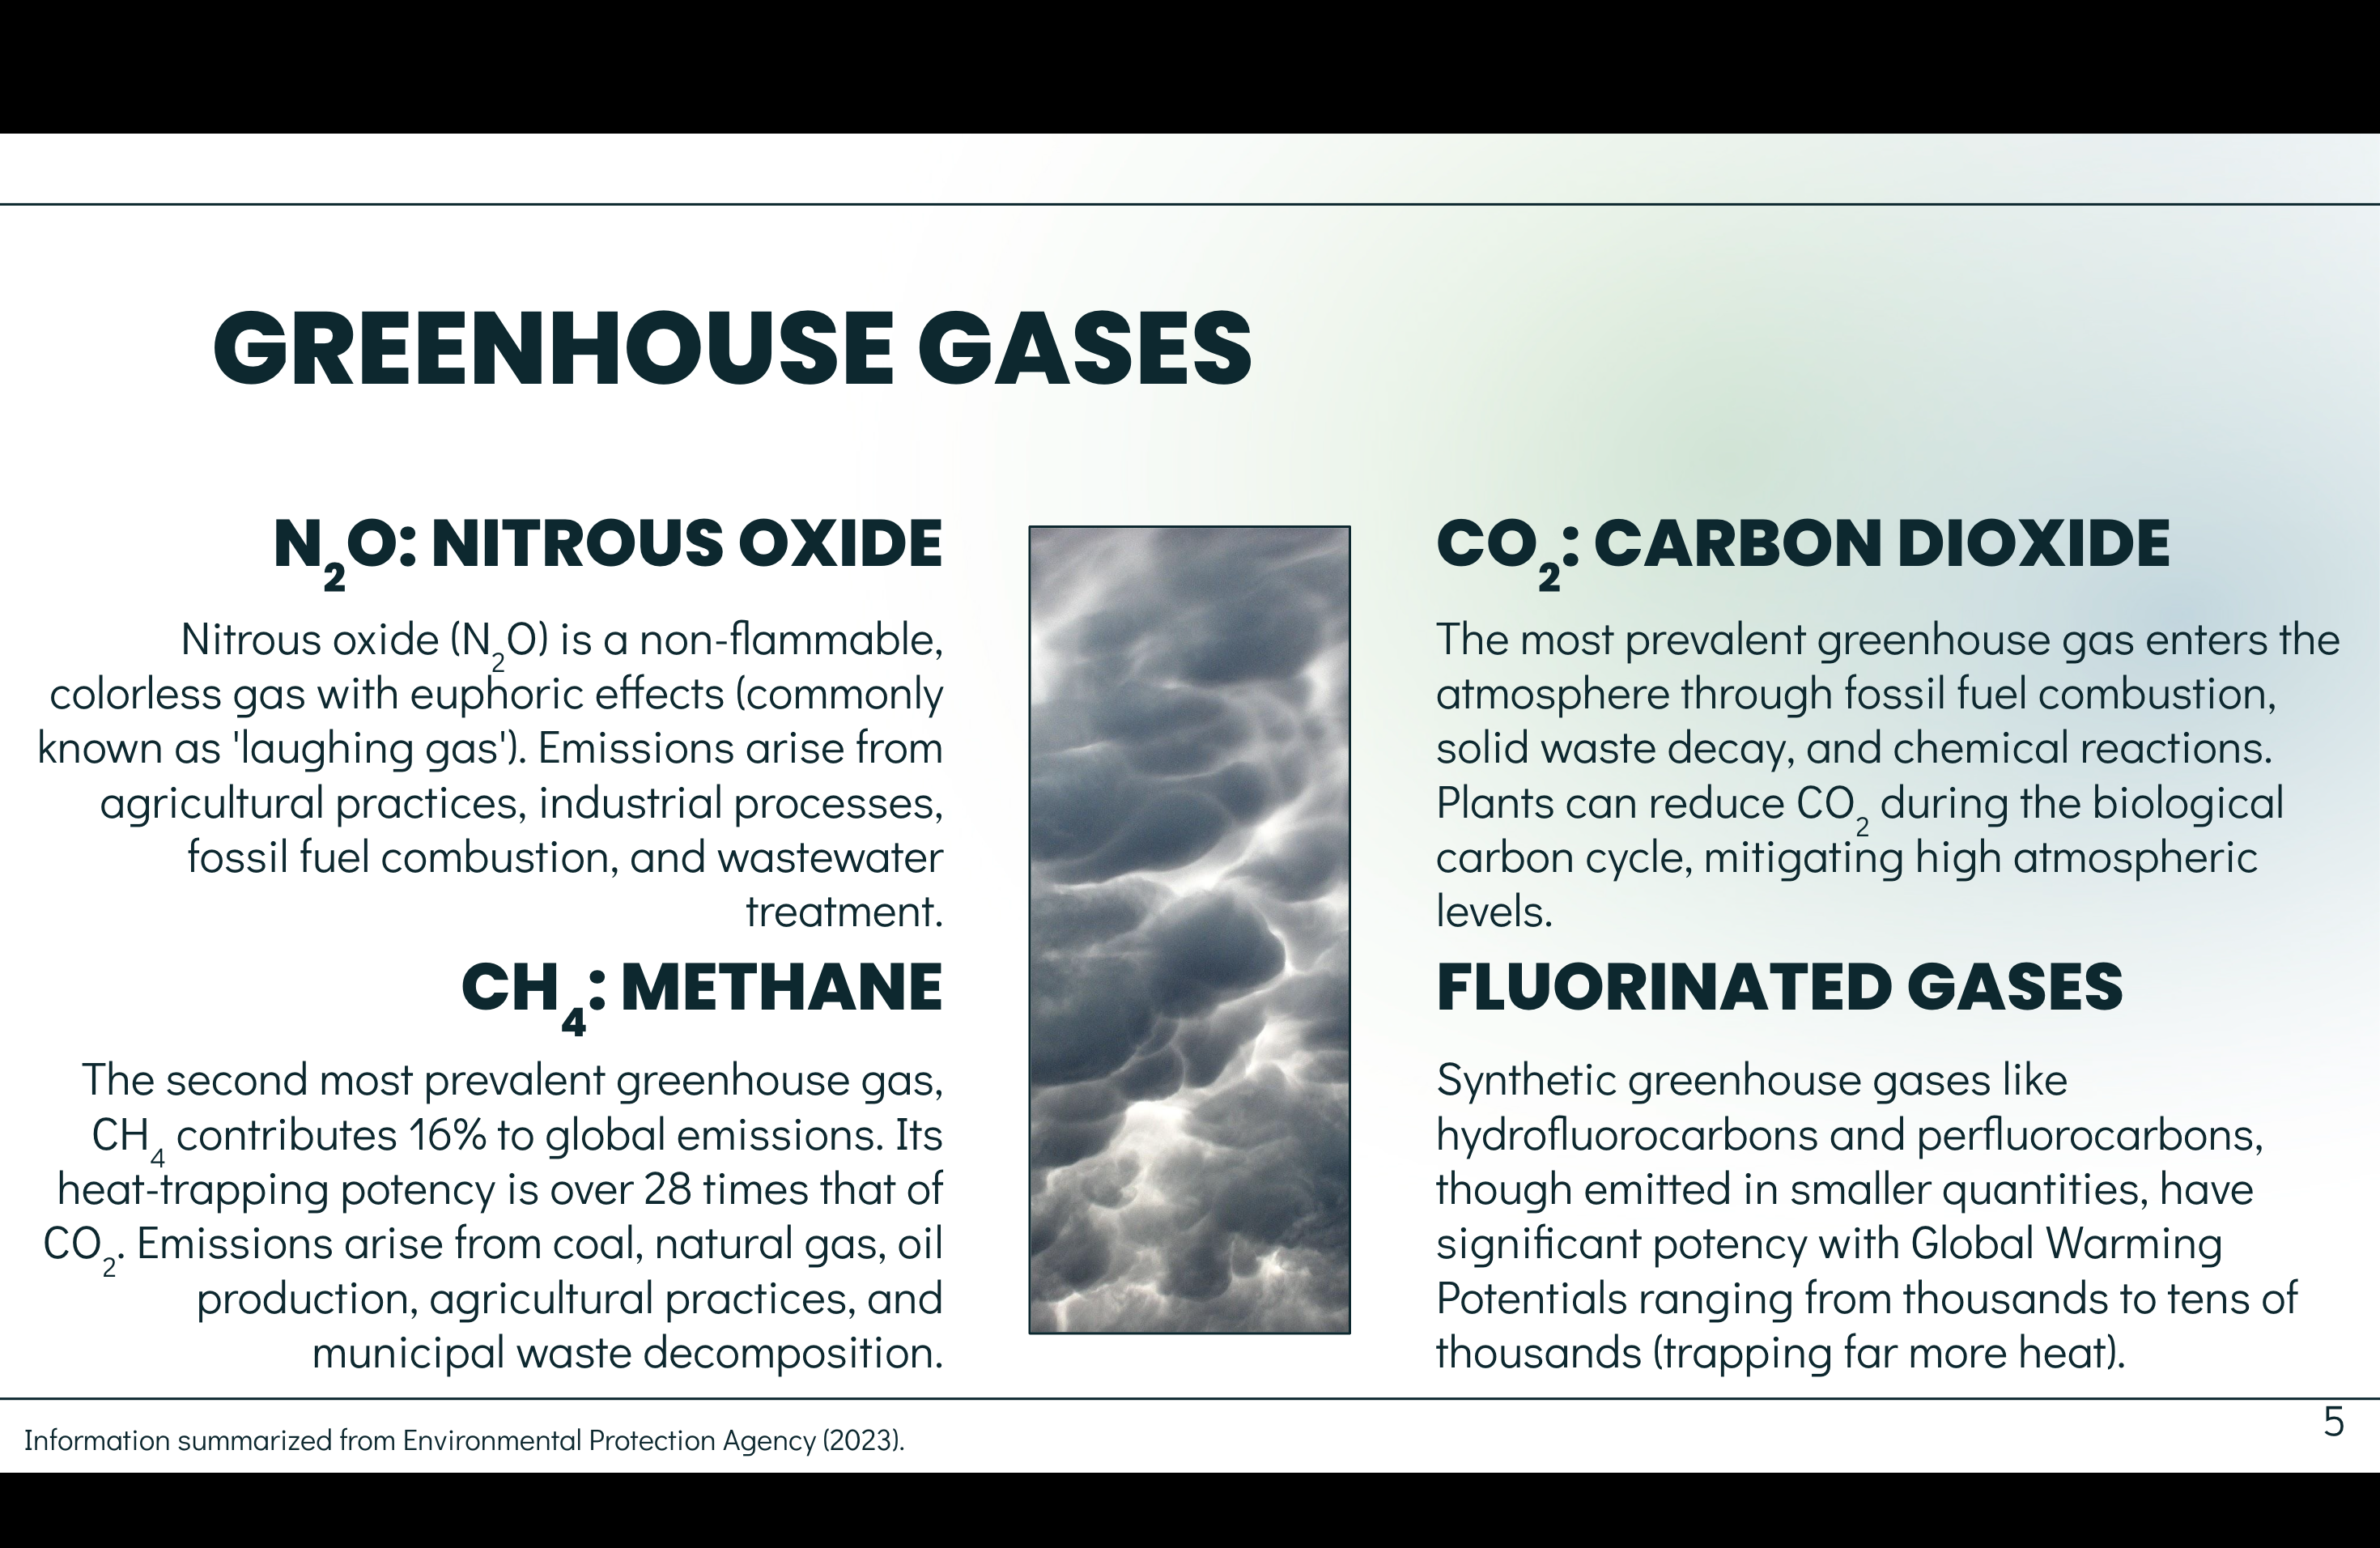 GREENHOUSE GASES
N₂O: NITROUS OXIDE
Nitrous oxide (N₂O) is a non-flammable,
colorless gas with euphoric effects (commonly
known as 'laughing gas'). Emissions arise from
agricultural practices, industrial processes,
fossil fuel combustion, and wastewater
treatment.
CH₄: METHANE
The second most prevalent greenhouse gas,
CH₄ contributes 16% to global emissions. Its
heat-trapping potency is over 28 times that of
CO₂. Emissions arise from coal, natural gas, oil
production, agricultural practices, and
municipal waste decomposition.
CO₂: CARBON DIOXIDE
The most prevalent greenhouse gas enters the
atmosphere through fossil fuel combustion,
solid waste decay, and chemical reactions.
Plants can reduce CO₂ during the biological
carbon cycle, mitigating high atmospheric
levels.
FLUORINATED GASES
Synthetic greenhouse gases like
hydrofluorocarbons and perfluorocarbons,
though emitted in smaller quantities, have
significant potency with Global Warming
Potentials ranging from thousands to tens of
thousands (trapping far more heat).
Information summarized from Environmental Protection Agency (2023).
5